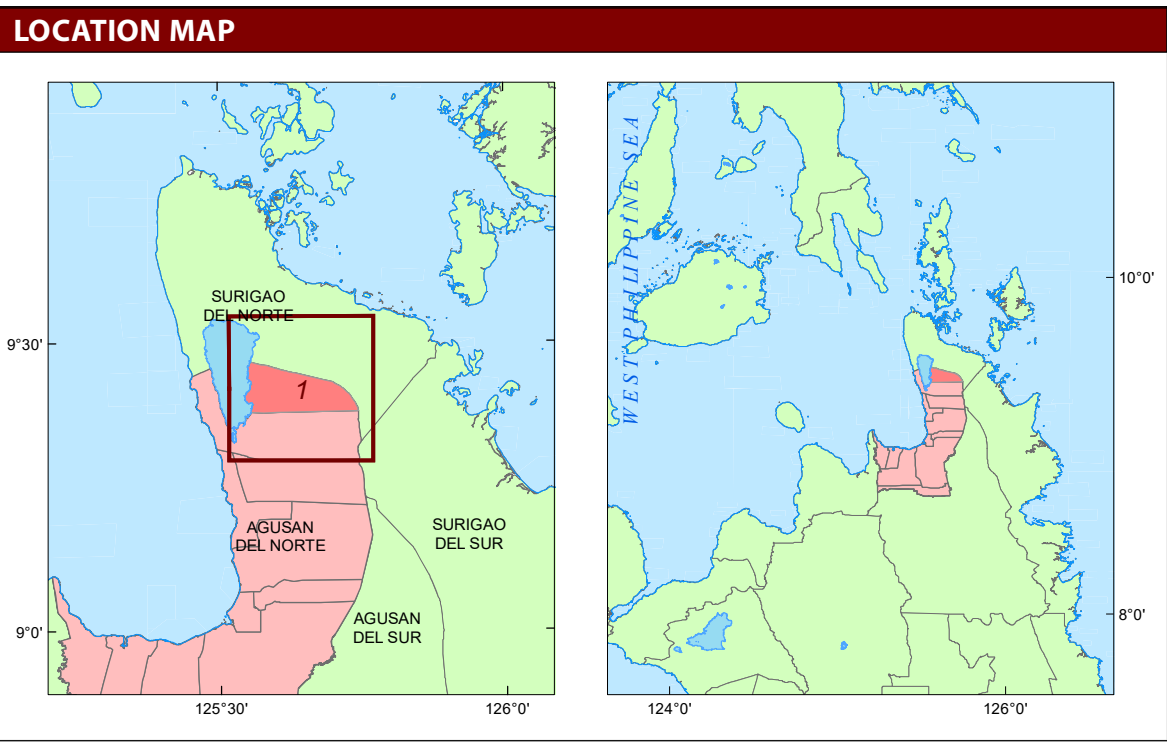 LOCATION MAP
SURIGAO
DEL NORTE
9°30'
1
AGUSAN
DEL NORTE
SURIGAO
DEL SUR
AGUSAN
DEL SUR
9°0'
125°30'
126°0'
WEST PHILIPPINE SEA
10°0'
8°0'
124°0'
126°0'